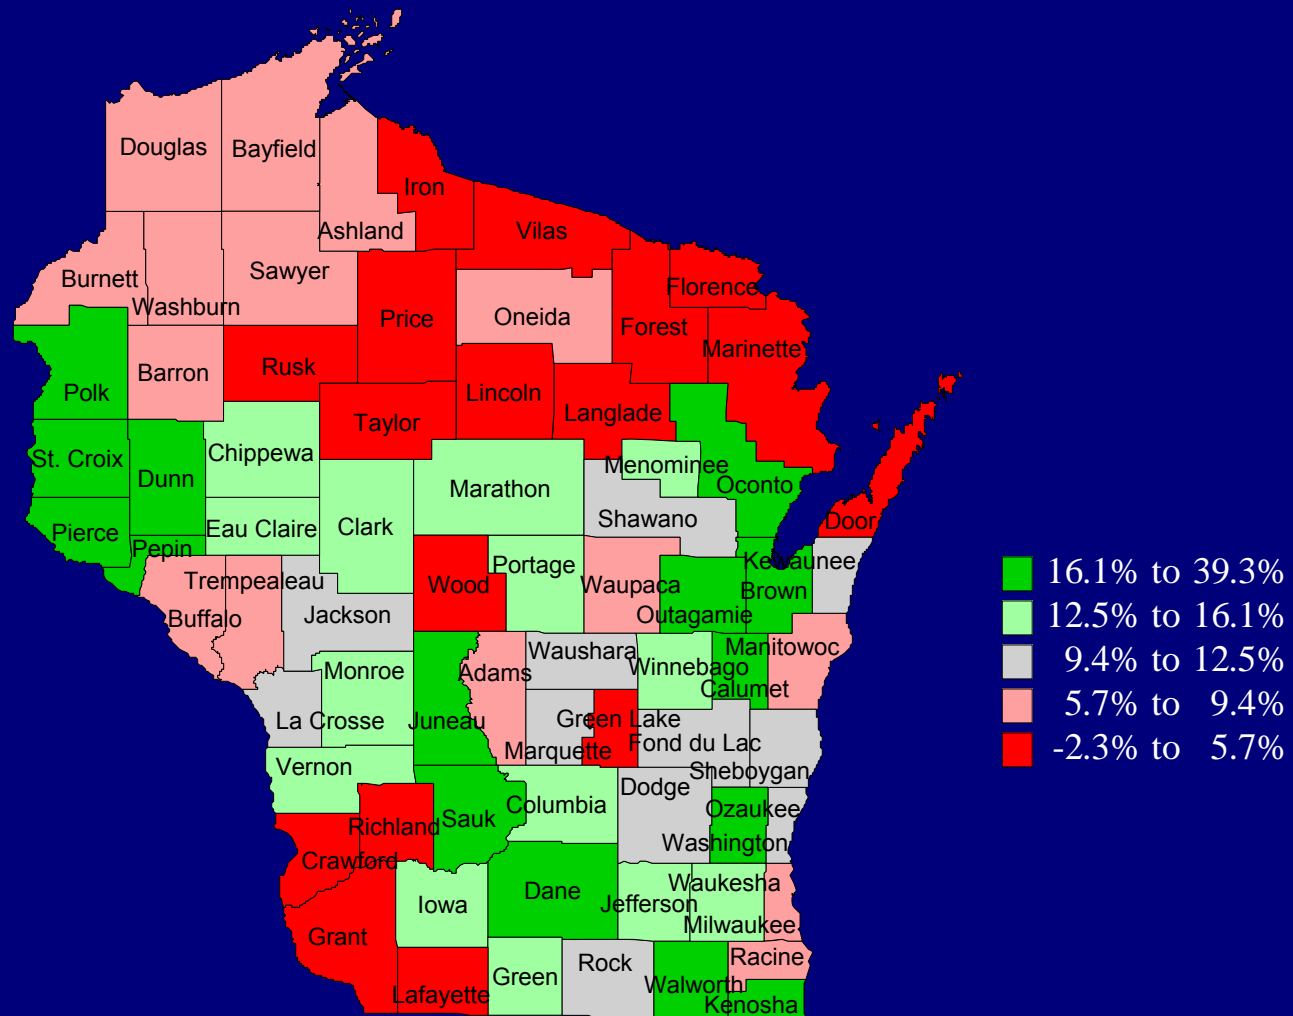 Douglas
Bayfield
Iron
Ashland
Vilas
Burnett
Washburn
Sawyer
Florence
Price
Oneida
Forest
Marinette
Polk
Barron
Rusk
Lincoln
Langlade
Taylor
St. Croix
Chippewa
Menominee
Dunn
Marathon
Oconto
Pierce
Eau Claire
Clark
Shawano
Door
Pepin
Portage
Kewaunee
Trempealeau
Wood
Waupaca
Brown
Buffalo
Jackson
Outagamie
Monroe
Adams
Waushara
Winnebago
Manitowoc
Calumet
La Crosse
Juneau
Green Lake
Marquette
Fond du Lac
Sheboygan
Vernon
Dodge
Columbia
Ozaukee
Richland
Sauk
Washington
Crawford
Iowa
Dane
Jefferson
Waukesha
Milwaukee
Grant
Racine
Lafayette
Green
Rock
Walworth
Kenosha
16.1% to 39.3%
12.5% to 16.1%
9.4% to 12.5%
5.7% to 9.4%
-2.3% to 5.7%